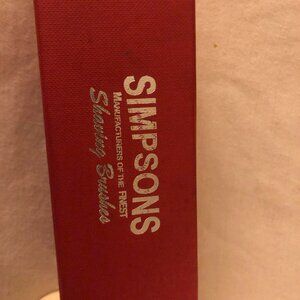 SIMPSONS
MANUFACTURERS OF THE FINEST
Shaving Brushes